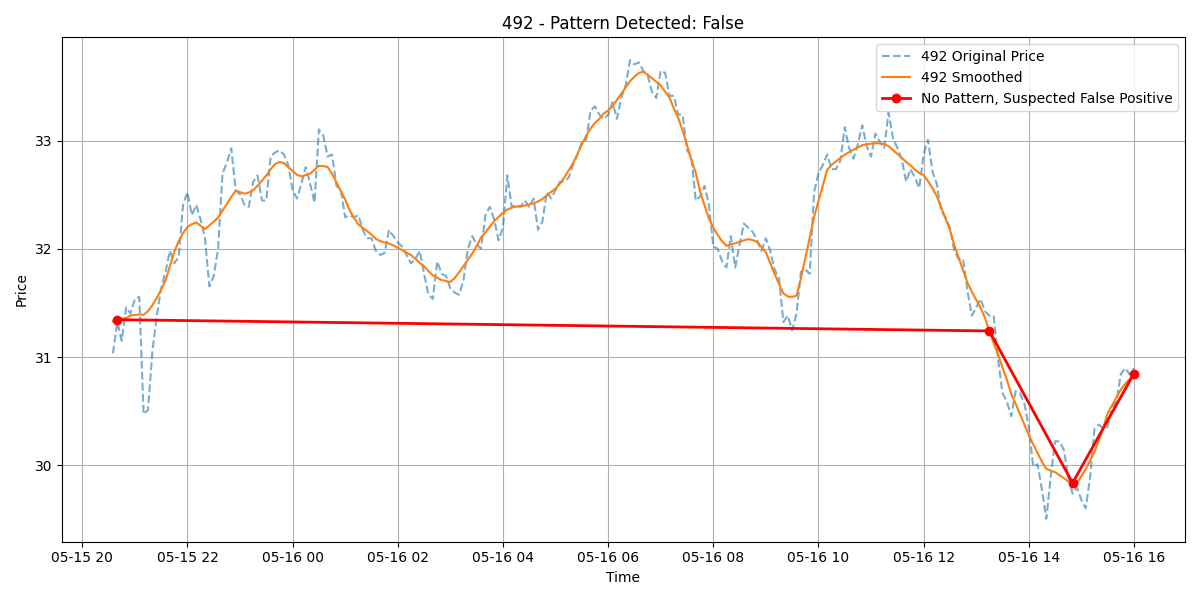 492 - Pattern Detected: False
492 Original Price
492 Smoothed
No Pattern, Suspected False Positive
Price
33
32
31
30
05-15 20 05-15 22 05-16 00 05-16 02 05-16 04 05-16 06 05-16 08 05-16 10 05-16 12 05-16 14 05-16 16
Time